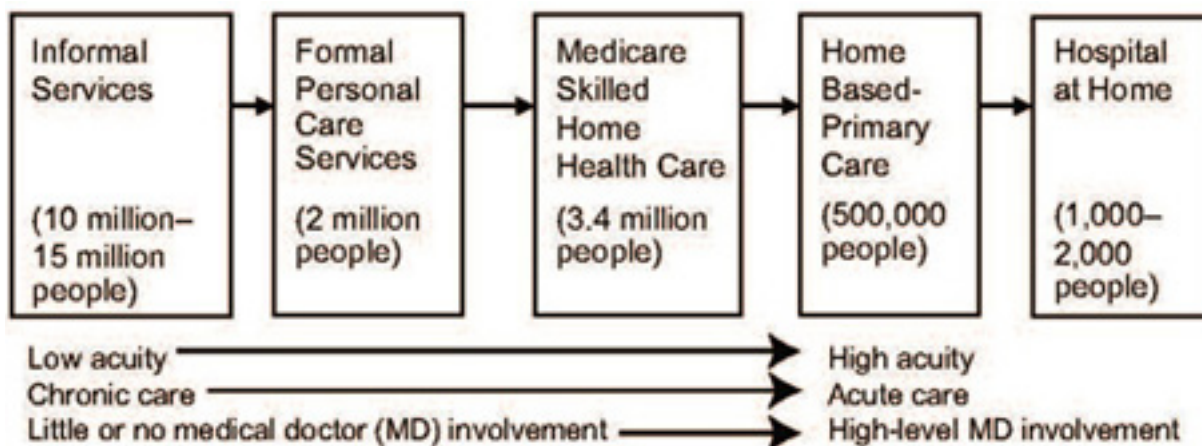 Informal
Services
(10 million–
15 million
people)
Formal
Personal
Care
Services
(2 million
people)
Medicare
Skilled
Home
Health Care
(3.4 million
people)
Home
Based-
Primary
Care
(500,000
people)
Hospital
at Home
(1,000–
2,000
people)
Low acuity
High acuity
Chronic care
Acute care
Little or no medical doctor (MD) involvement
High-level MD involvement